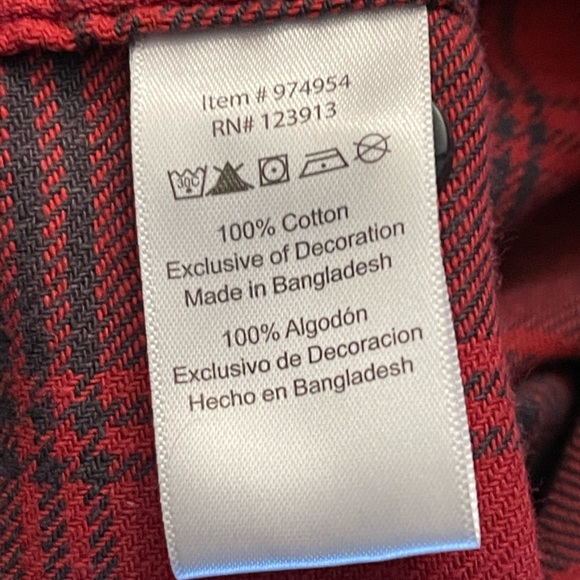 Item # 974954
RN# 123913
30C
100% Cotton
Exclusive of Decoration
Made in Bangladesh
100% Algodón
Exclusivo de Decoracion
Hecho en Bangladesh